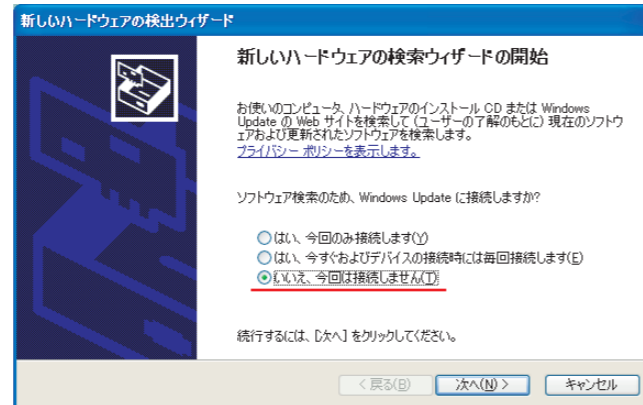 新しいハードウェアの検出ウィザード
新しいハードウェアの検索ウィザードの開始
お使いのコンピュータ、ハードウェアのインストール CD または Windows
Update の Web サイトを検索して (ユーザーの了解のもとに) 現在のソフトウ
ェアおよび更新されたソフトウェアを検索します。
プライバシー ポリシーを表示します。
ソフトウェア検索のため、Windows Update に接続しますか?
はい、今回のみ接続します(Y)
はい、今すぐおよびデバイスの接続時には毎回接続します(E)
いいえ、今回は接続しません(T)
続行するには、[次へ] をクリックしてください。
< 戻る(B)
次へ(N) >
キャンセル